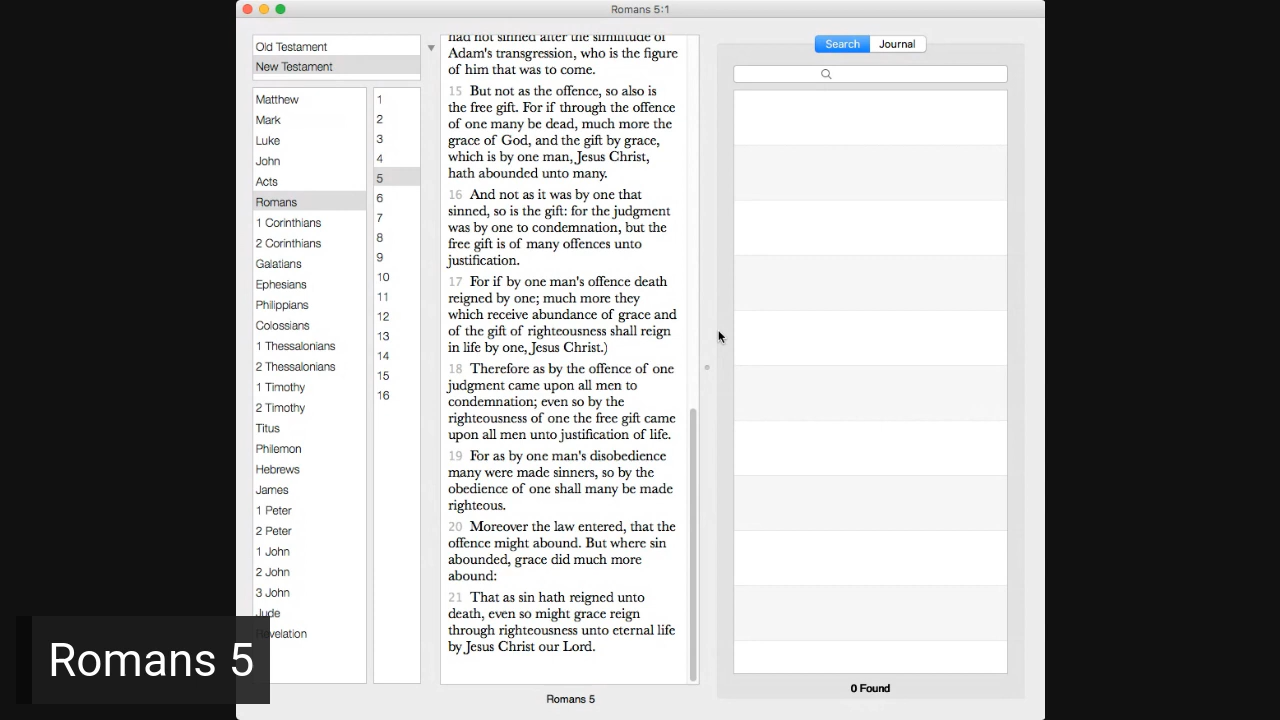 Romans 5:1
Old Testament
New Testament
Matthew
Mark
Luke
John
Acts
Romans
1 Corinthians
2 Corinthians
Galatians
Ephesians
Philippians
Colossians
1 Thessalonians
2 Thessalonians
1 Timothy
2 Timothy
Titus
Philemon
Hebrews
James
1 Peter
2 Peter
1 John
2 John
3 John
Jude
Revelation
1
2
3
4
5
6
7
8
9
10
11
12
13
14
15
16
had not sinned after the similitude of
Adam's transgression, who is the figure
of him that was to come.
15 But not as the offence, so also is
the free gift. For if through the offence
of one many be dead, much more the
grace of God, and the gift by grace,
which is by one man, Jesus Christ,
hath abounded unto many.
16 And not as it was by one that
sinned, so is the gift: for the judgment
was by one to condemnation, but the
free gift is of many offences unto
justification.
17 For if by one man's offence death
reigned by one; much more they
which receive abundance of grace and
of the gift of righteousness shall reign
in life by one, Jesus Christ.)
18 Therefore as by the offence of one
judgment came upon all men to
condemnation; even so by the
righteousness of one the free gift came
upon all men unto justification of life.
19 For as by one man's disobedience
many were made sinners, so by the
obedience of one shall many be made
righteous.
20 Moreover the law entered, that the
offence might abound. But where sin
abounded, grace did much more
abound:
21 That as sin hath reigned unto
death, even so might grace reign
through righteousness unto eternal life
by Jesus Christ our Lord.
Romans 5
Search
Journal
0 Found
Romans 5